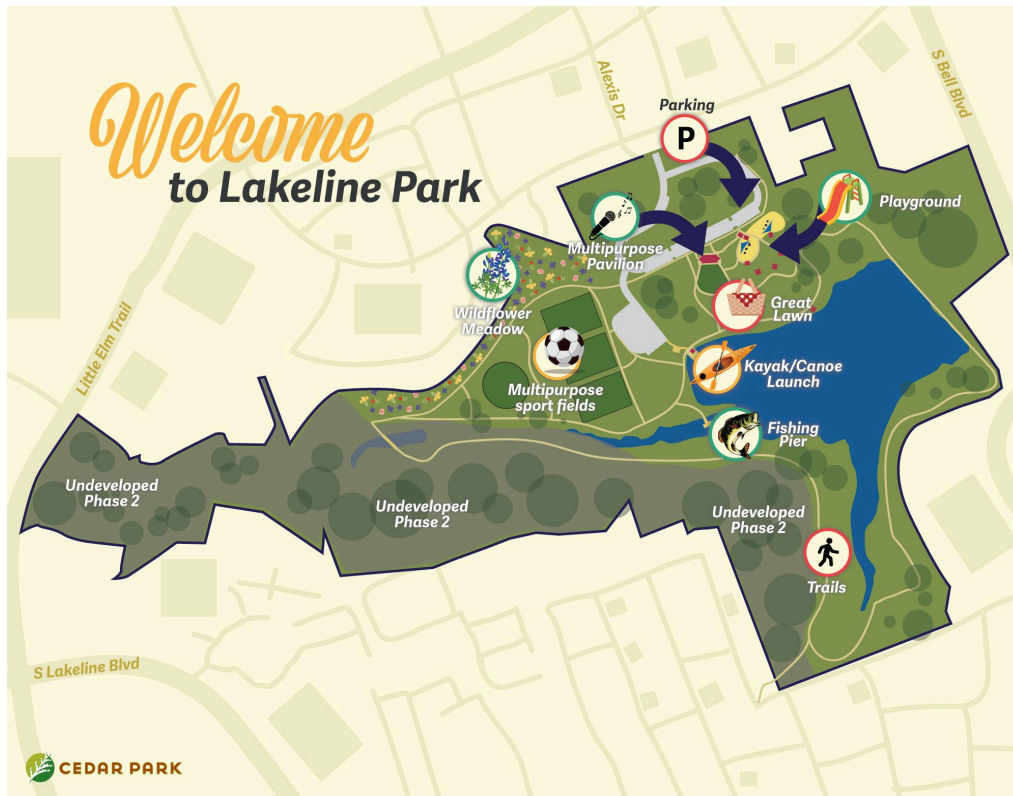 Welcome
to Lakeline Park
Alexis Dr
S Bell Blvd
Parking
P
Playground
Multipurpose
Pavilion
Wildflower
Meadow
Great
Lawn
Little Elm Trail
Kayak/Canoe
Launch
Multipurpose
sport fields
Fishing
Pier
Undeveloped
Phase 2
Undeveloped
Phase 2
Undeveloped
Phase 2
Trails
S Lakeline Blvd
CEDAR PARK